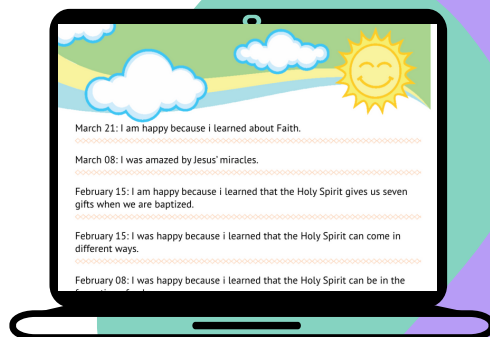 March 21: I am happy because i learned about Faith.
March 08: I was amazed by Jesus' miracles.
February 15: I am happy because i learned that the Holy Spirit gives us seven
gifts when we are baptized.
February 15: I was happy because i learned that the Holy Spirit can come in
different ways.
February 08: I was happy because i learned that the Holy Spirit can be in the